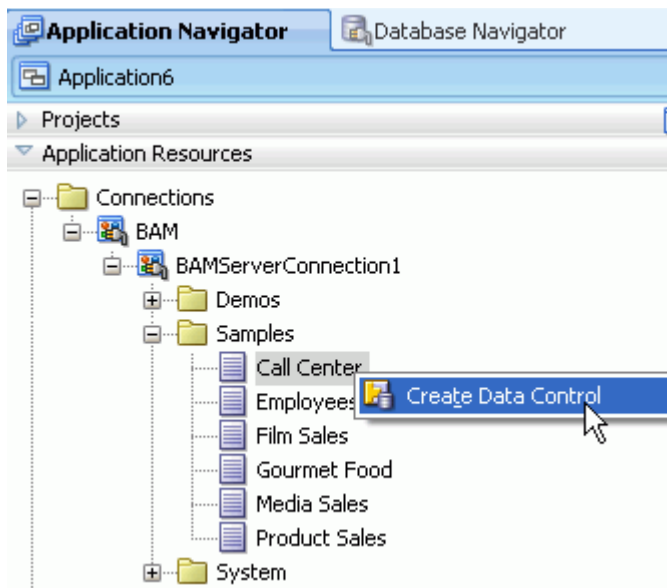 Application Navigator Database Navigator
Application6
Projects
Application Resources
Connections
BAM
BAMServerConnection1
Demos
Samples
Call Center
Employees Create Data Control
Film Sales
Gourmet Food
Media Sales
Product Sales
System